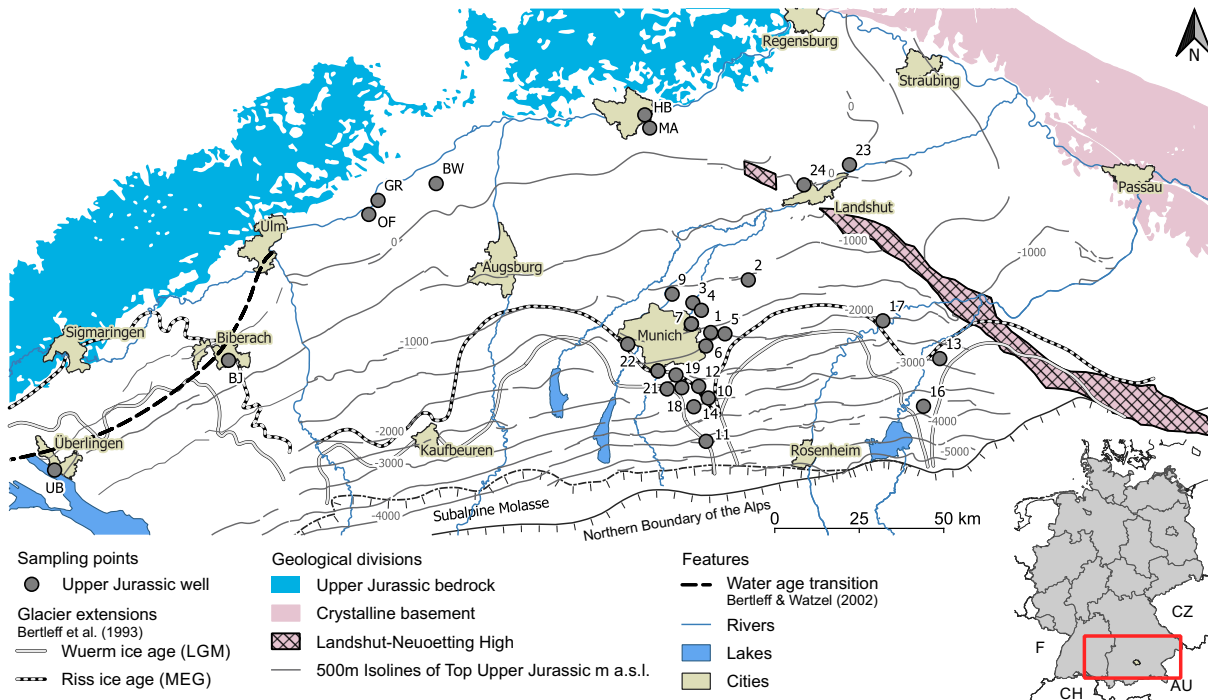 Regensburg
Straubing
N
0
HB
MA
23
24
0
BW
GR
OF
Passau
Landshut
Ulm
0
-1000
-1000
Augsburg
2
9
3
4
17
-2000
7
1
5
Sigmaringen
Biberach
Munich
-1000
6
13
22
-3000
BJ
19
12
21
10
16
18
14
-4000
Überlingen
-2000
Kaufbeuren
11
Rosenheim
-5000
-3000
UB
-4000
Subalpine Molasse
Northern Boundary of the Alps
0 25 50 km
Sampling points
Upper Jurassic well
Glacier extensions
Bertleff et al. (1993)
Wuerm ice age (LGM)
Riss ice age (MEG)
Geological divisions
Upper Jurassic bedrock
Crystalline basement
Landshut-Neuoetting High
500m Isolines of Top Upper Jurassic m a.s.l.
Features
Water age transition
Bertleff & Watzel (2002)
Rivers
Lakes
Cities
CZ
F
CH
AU